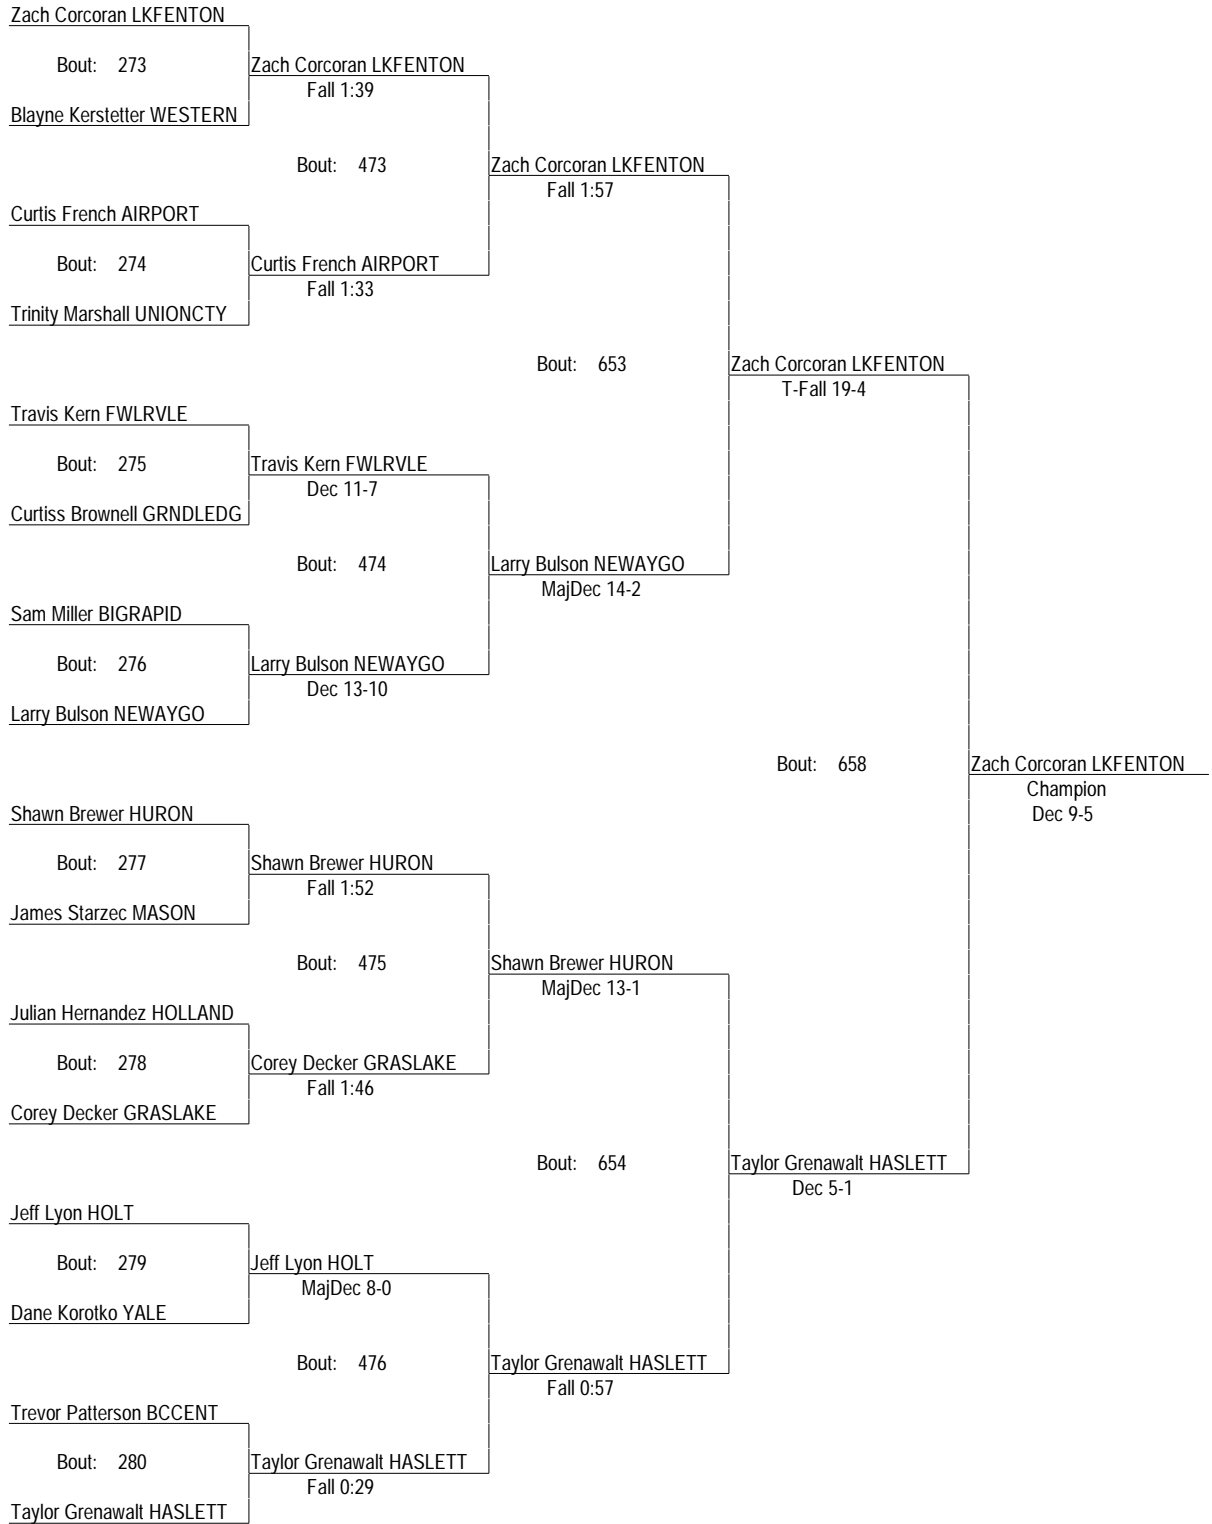 Zach Corcoran LKFENTON
Bout: 273
Zach Corcoran LKFENTON
Fall 1:39
Blayne Kerstetter WESTERN
Bout: 473
Zach Corcoran LKFENTON
Fall 1:57
Curtis French AIRPORT
Bout: 274
Curtis French AIRPORT
Fall 1:33
Trinity Marshall UNIONCTY
Bout: 653
Zach Corcoran LKFENTON
T-Fall 19-4
Travis Kern FWLRVLE
Bout: 275
Travis Kern FWLRVLE
Dec 11-7
Curtiss Brownell GRNDLEDG
Bout: 474
Larry Bulson NEWAYGO
MajDec 14-2
Sam Miller BIGRAPID
Bout: 276
Larry Bulson NEWAYGO
Dec 13-10
Larry Bulson NEWAYGO
Bout: 658
Zach Corcoran LKFENTON
Champion
Dec 9-5
Shawn Brewer HURON
Bout: 277
Shawn Brewer HURON
Fall 1:52
James Starzec MASON
Bout: 475
Shawn Brewer HURON
MajDec 13-1
Julian Hernandez HOLLAND
Bout: 278
Corey Decker GRASLAKE
Fall 1:46
Corey Decker GRASLAKE
Bout: 654
Taylor Grenawalt HASLETT
Dec 5-1
Jeff Lyon HOLT
Bout: 279
Jeff Lyon HOLT
MajDec 8-0
Dane Korotko YALE
Bout: 476
Taylor Grenawalt HASLETT
Fall 0:57
Trevor Patterson BCCENT
Bout: 280
Taylor Grenawalt HASLETT
Fall 0:29
Taylor Grenawalt HASLETT